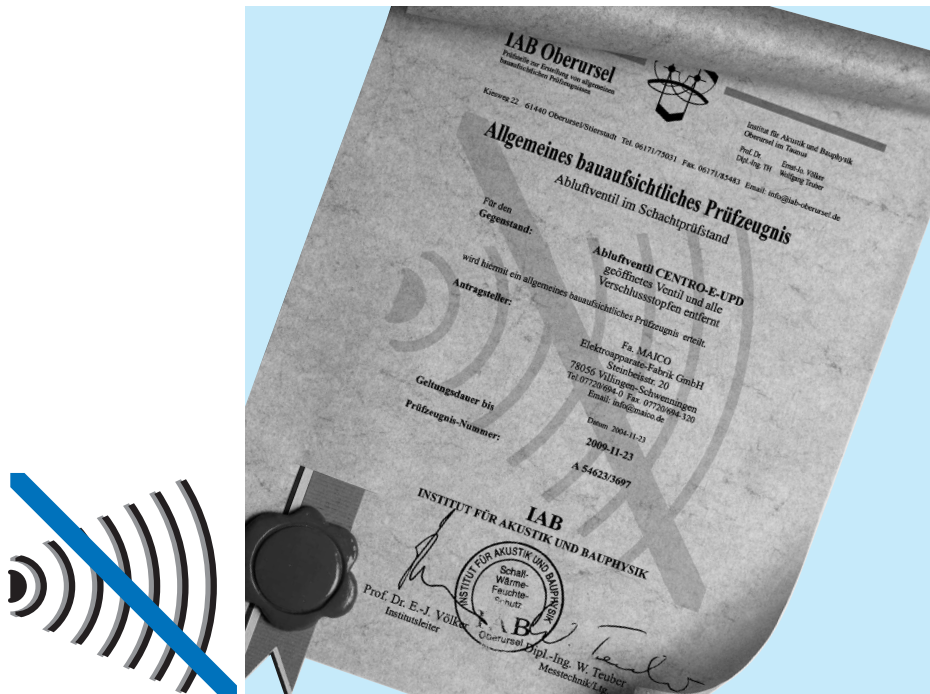 IAB Oberursel
Prüfstelle zur Erstellung von allgemeinen
bauaufsichtlichen Prüfzeugnissen
Institut für Akustik und Bauphysik
Oberursel im Taunus
Prof. Dr. Ernst-Jo. Völker
Dipl.-Ing. TH Wolfgang Teuber
Kiesweg 22 61440 Oberursel/Stierstadt Tel. 06171/75031 Fax. 06171/85483 Email: info@iab-oberursel.de
Allgemeines bauaufsichtliches Prüfzeugnis
Abluftventil im Schachtprüfstand
Für den
Gegenstand:
Abluftventil CENTRO-E-UPD
geöffnetes Ventil und alle
Verschlussstopfen entfernt
wird hiermit ein allgemeines bauaufsichtliches Prüfzeugnis erteilt.
Antragsteller:
Fa. MAICO
Elektroapparate-Fabrik GmbH
Steinbeisstr. 20
78056 Villingen-Schwenningen
Tel.07720/694-0 Fax. 07720/694-320
Email: info@maico.de
Datum 2004-11-23
Geltungsdauer bis
2009-11-23
Prüfzeugnis-Nummer:
A 54623/3697
IAB
INSTITUT FÜR AKUSTIK UND BAUPHYSIK
INSTITUT FÜR AKUSTIK UND BAUPHYSIK
Schall-
Wärme-
Feuchte-
Schutz
IAB
Oberursel
Prof. Dr. E.-J. Völker
Institutsleiter
Dipl.-Ing. W. Teuber
Messtechnik/Ltg.